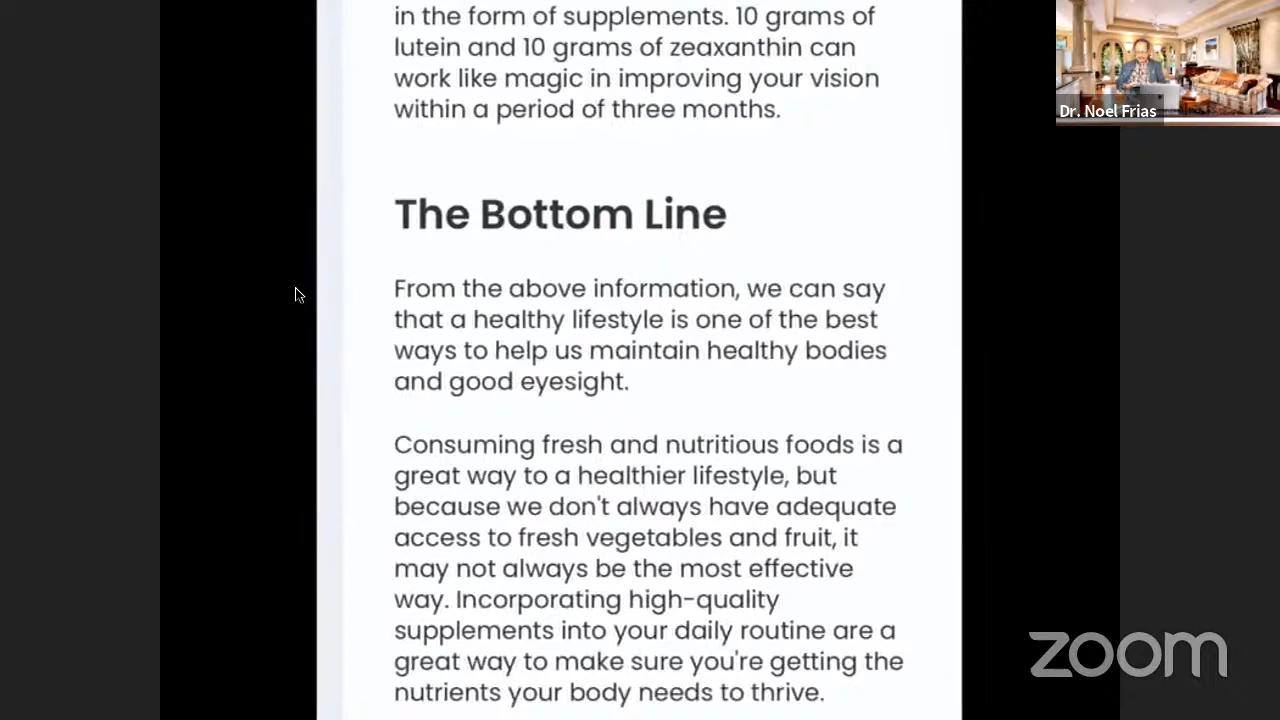 in the form of supplements. 10 grams of
lutein and 10 grams of zeaxanthin can
work like magic in improving your vision
within a period of three months.
The Bottom Line
From the above information, we can say
that a healthy lifestyle is one of the best
ways to help us maintain healthy bodies
and good eyesight.
Consuming fresh and nutritious foods is a
great way to a healthier lifestyle, but
because we don't always have adequate
access to fresh vegetables and fruit, it
may not always be the most effective
way. Incorporating high-quality
supplements into your daily routine are a
great way to make sure you're getting the
nutrients your body needs to thrive.
Dr. Noel Frias
zoom